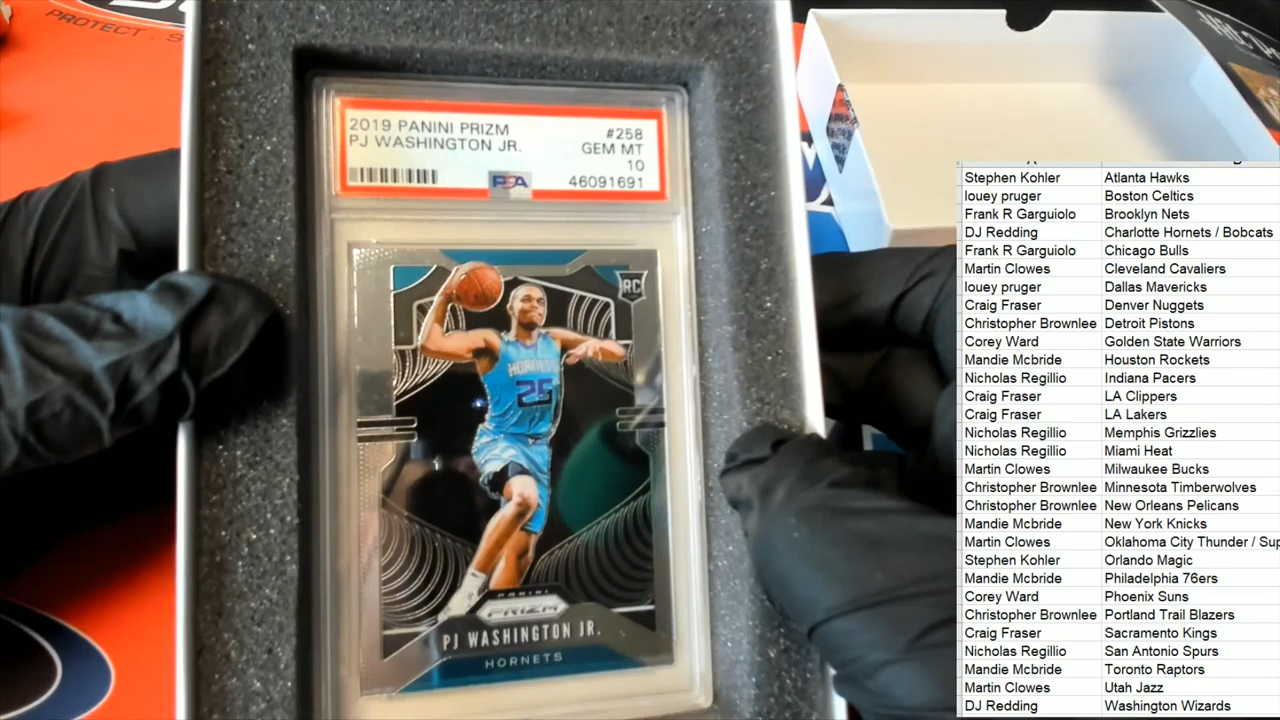 PROTECT - S
2019 PANINI PRIZM
PJ WASHINGTON JR.
#258
GEM MT
10
PSA
46091691
RC
HORNETS
25
PANINI
PRIZM
PJ WASHINGTON JR.
HORNETS
Stephen Kohler Atlanta Hawks
louey pruger Boston Celtics
Frank R Garguiolo Brooklyn Nets
DJ Redding Charlotte Hornets / Bobcats
Frank R Garguiolo Chicago Bulls
Martin Clowes Cleveland Cavaliers
louey pruger Dallas Mavericks
Craig Fraser Denver Nuggets
Christopher Brownlee Detroit Pistons
Corey Ward Golden State Warriors
Mandie Mcbride Houston Rockets
Nicholas Regillio Indiana Pacers
Craig Fraser LA Clippers
Craig Fraser LA Lakers
Nicholas Regillio Memphis Grizzlies
Nicholas Regillio Miami Heat
Martin Clowes Milwaukee Bucks
Christopher Brownlee Minnesota Timberwolves
Christopher Brownlee New Orleans Pelicans
Mandie Mcbride New York Knicks
Martin Clowes Oklahoma City Thunder / Sup
Stephen Kohler Orlando Magic
Mandie Mcbride Philadelphia 76ers
Corey Ward Phoenix Suns
Christopher Brownlee Portland Trail Blazers
Craig Fraser Sacramento Kings
Nicholas Regillio San Antonio Spurs
Mandie Mcbride Toronto Raptors
Martin Clowes Utah Jazz
DJ Redding Washington Wizards